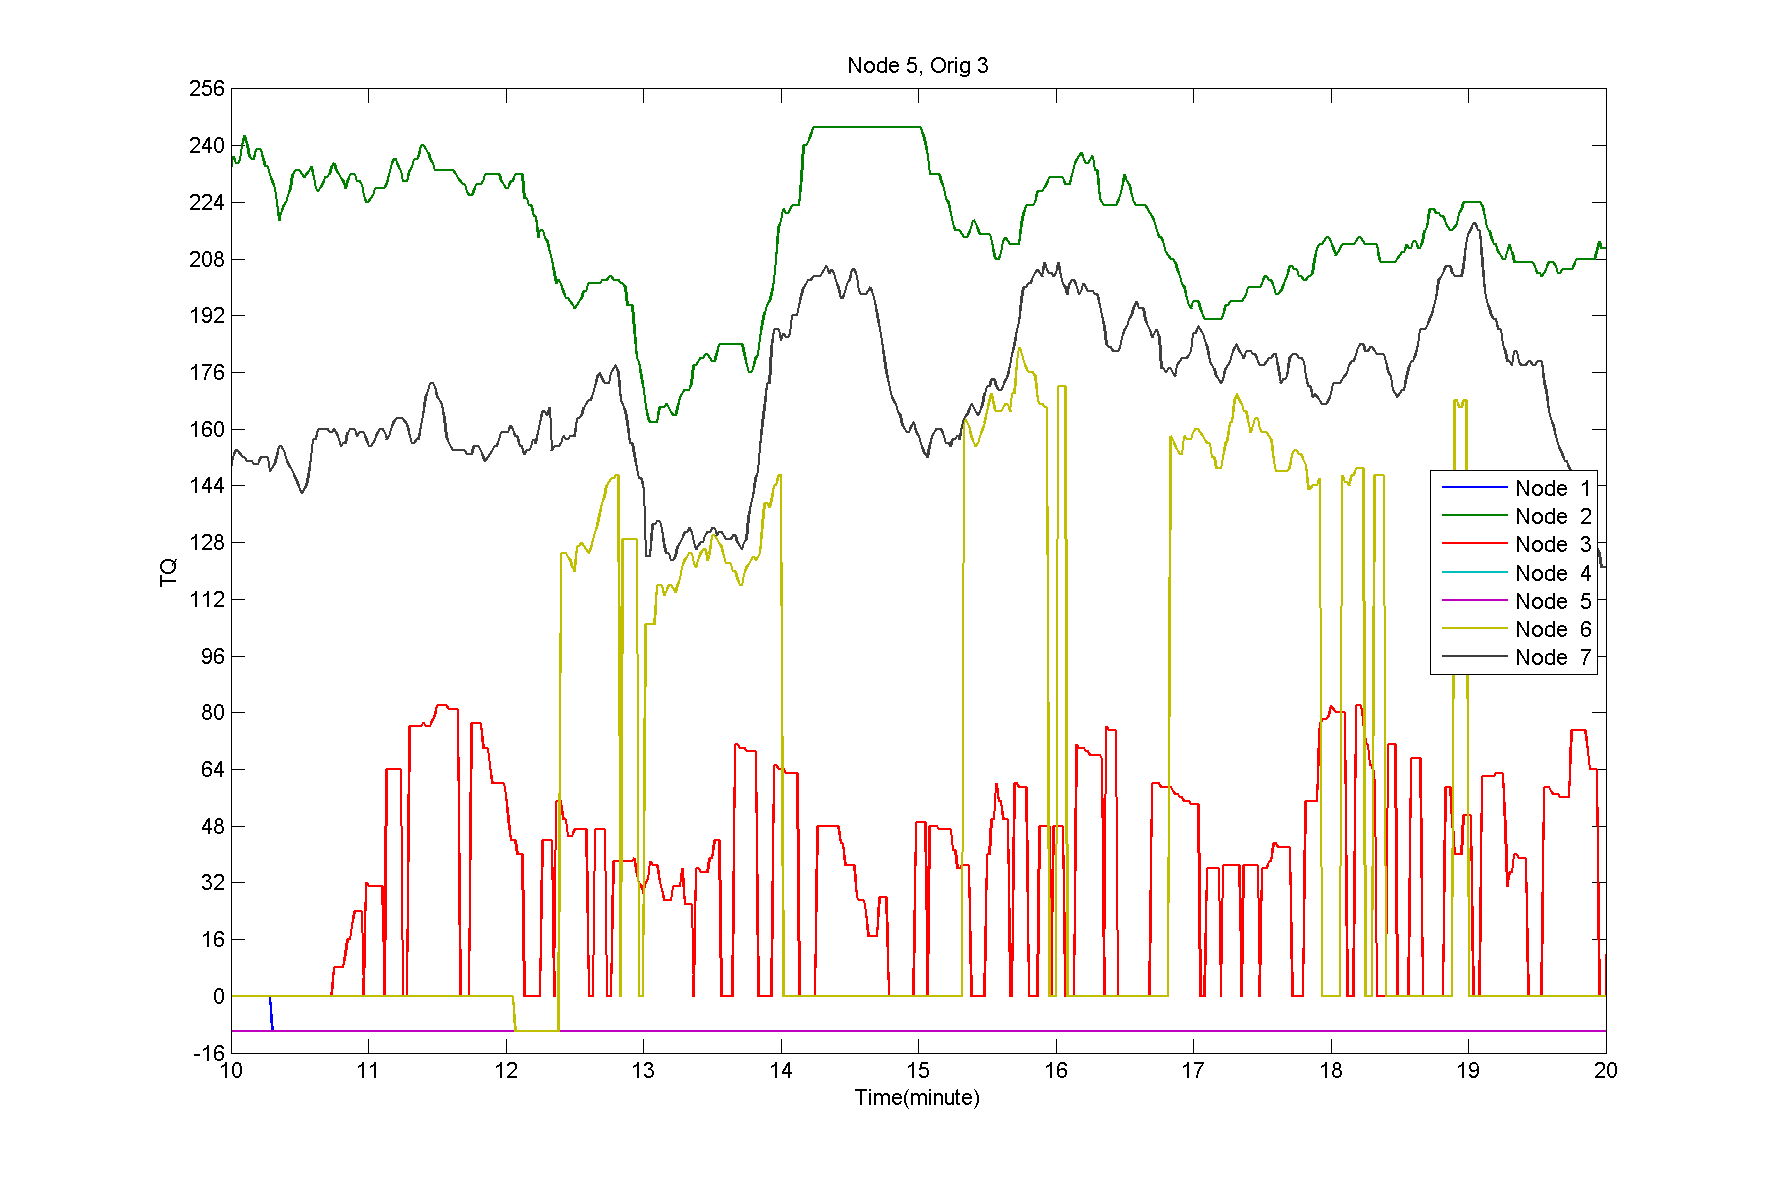 Node 5, Orig 3
256
240
224
208
192
176
160
144
128
112
96
80
64
48
32
16
0
-16
TQ
Node 1
Node 2
Node 3
Node 4
Node 5
Node 6
Node 7
10 11 12 13 14 15 16 17 18 19 20
Time(minute)